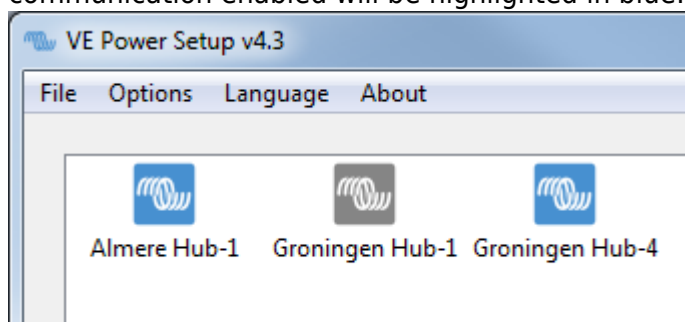 communication enabled will be highlighted in blue.
VE Power Setup v4.3
File Options Language About
Almere Hub-1 Groningen Hub-1 Groningen Hub-4